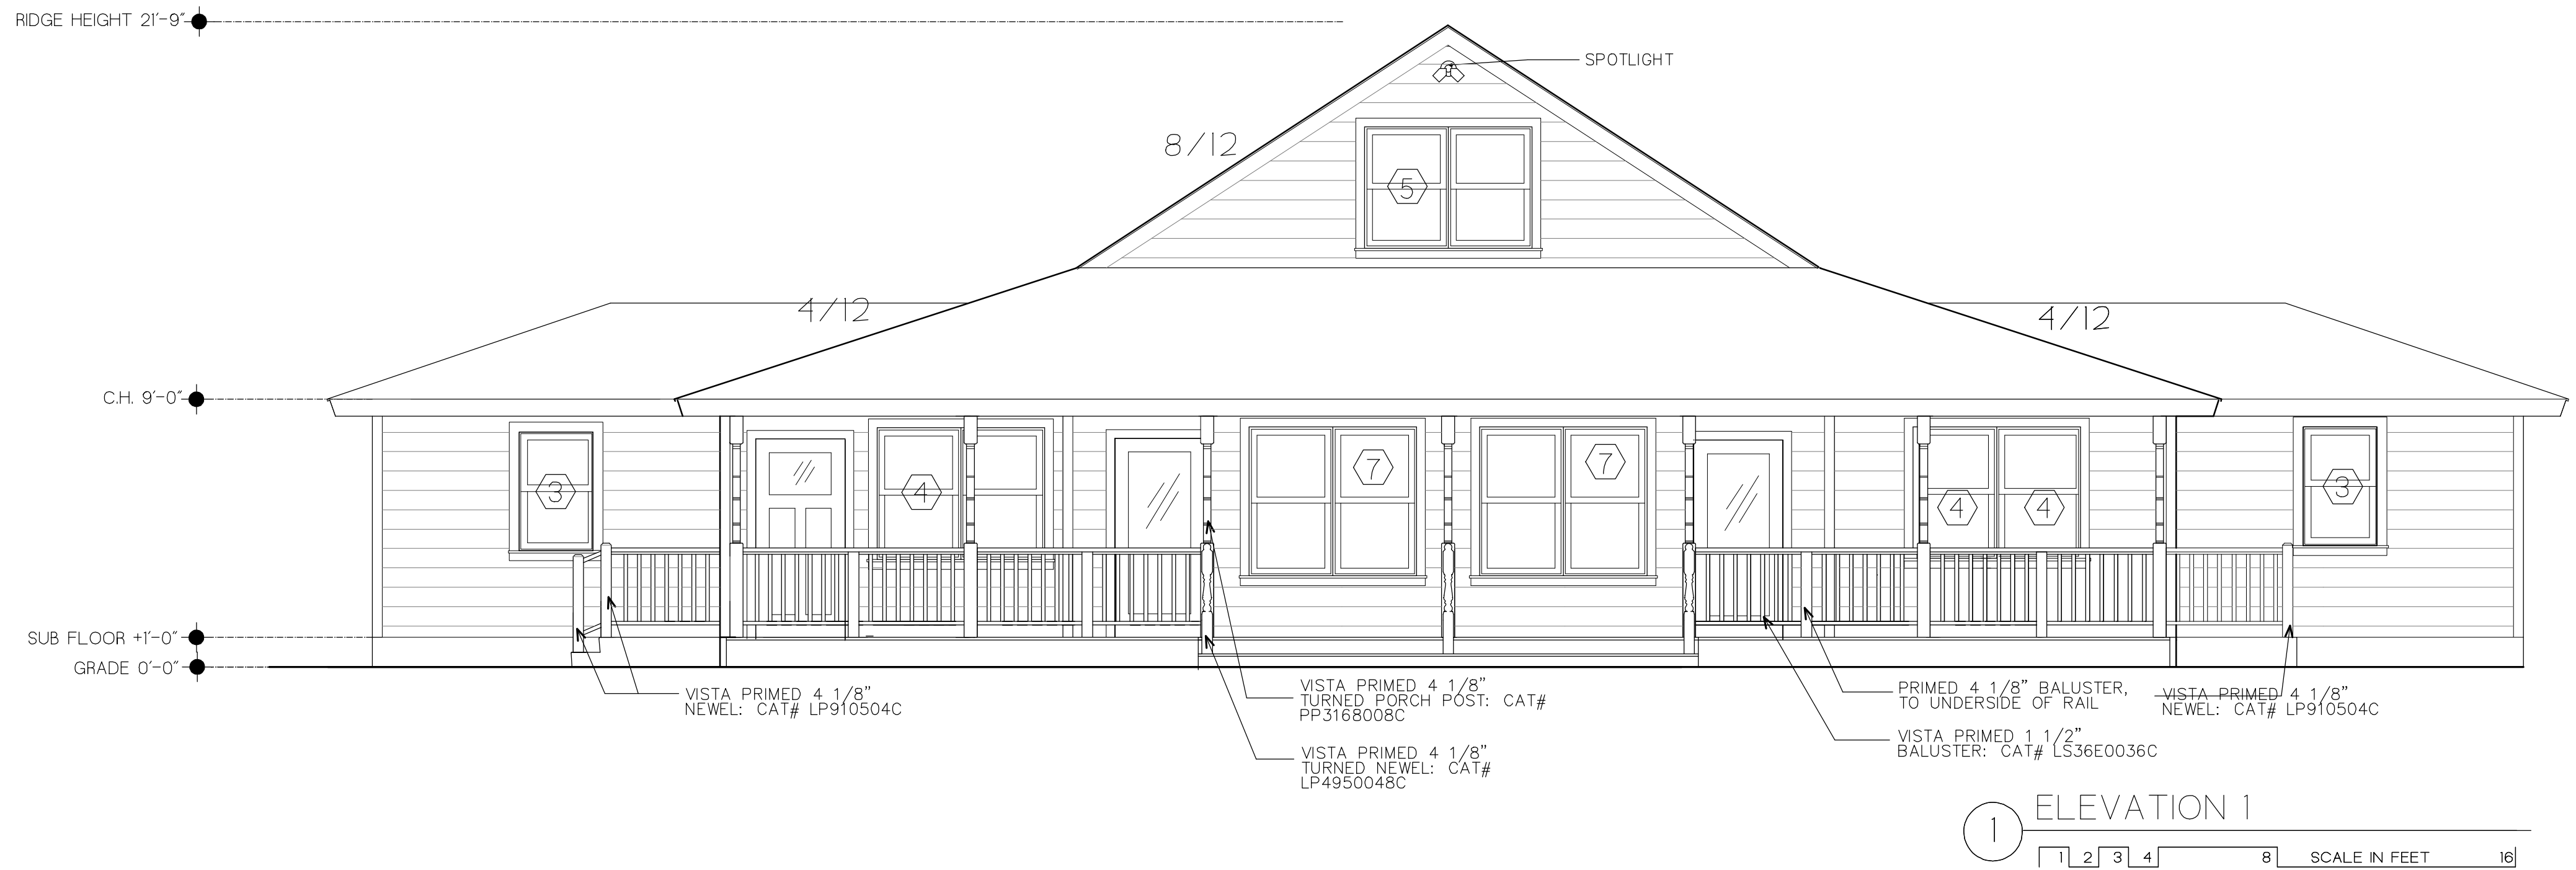 RIDGE HEIGHT 21'-9"
SPOTLIGHT
8/12
5
4/12
4/12
C.H. 9'-0"
7
7
3
4
4
4
3
SUB FLOOR +1'-0"
GRADE 0'-0"
VISTA PRIMED 4 1/8"
NEWEL: CAT# LP910504C
VISTA PRIMED 4 1/8"
TURNED PORCH POST: CAT#
PP3168008C
VISTA PRIMED 4 1/8"
TURNED NEWEL: CAT#
LP4950048C
PRIMED 4 1/8" BALUSTER,
TO UNDERSIDE OF RAIL
VISTA PRIMED 4 1/8"
NEWEL: CAT# LP910504C
VISTA PRIMED 1 1/2"
BALUSTER: CAT# LS36E0036C
1
ELEVATION 1
1 2 3 4 8 SCALE IN FEET 16